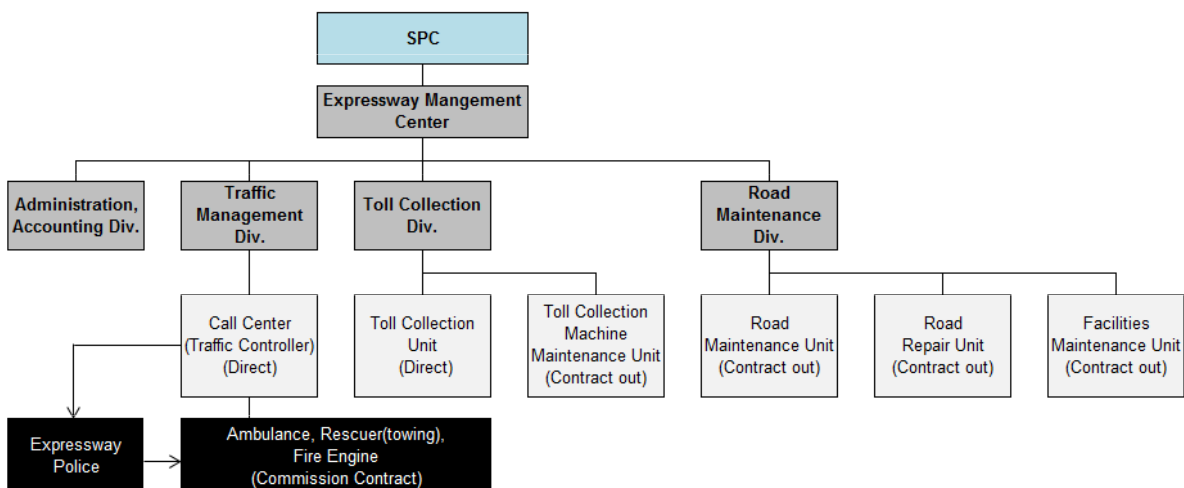 SPC
Expressway Mangement
Center
Administration,
Accounting Div.
Traffic
Management
Div.
Toll Collection
Div.
Road
Maintenance
Div.
Call Center
(Traffic Controller)
(Direct)
Toll Collection
Unit
(Direct)
Toll Collection
Machine
Maintenance Unit
(Contract out)
Road
Maintenance Unit
(Contract out)
Road
Repair Unit
(Contract out)
Facilities
Maintenance Unit
(Contract out)
Expressway
Police
Ambulance, Rescuer(towing),
Fire Engine
(Commission Contract)